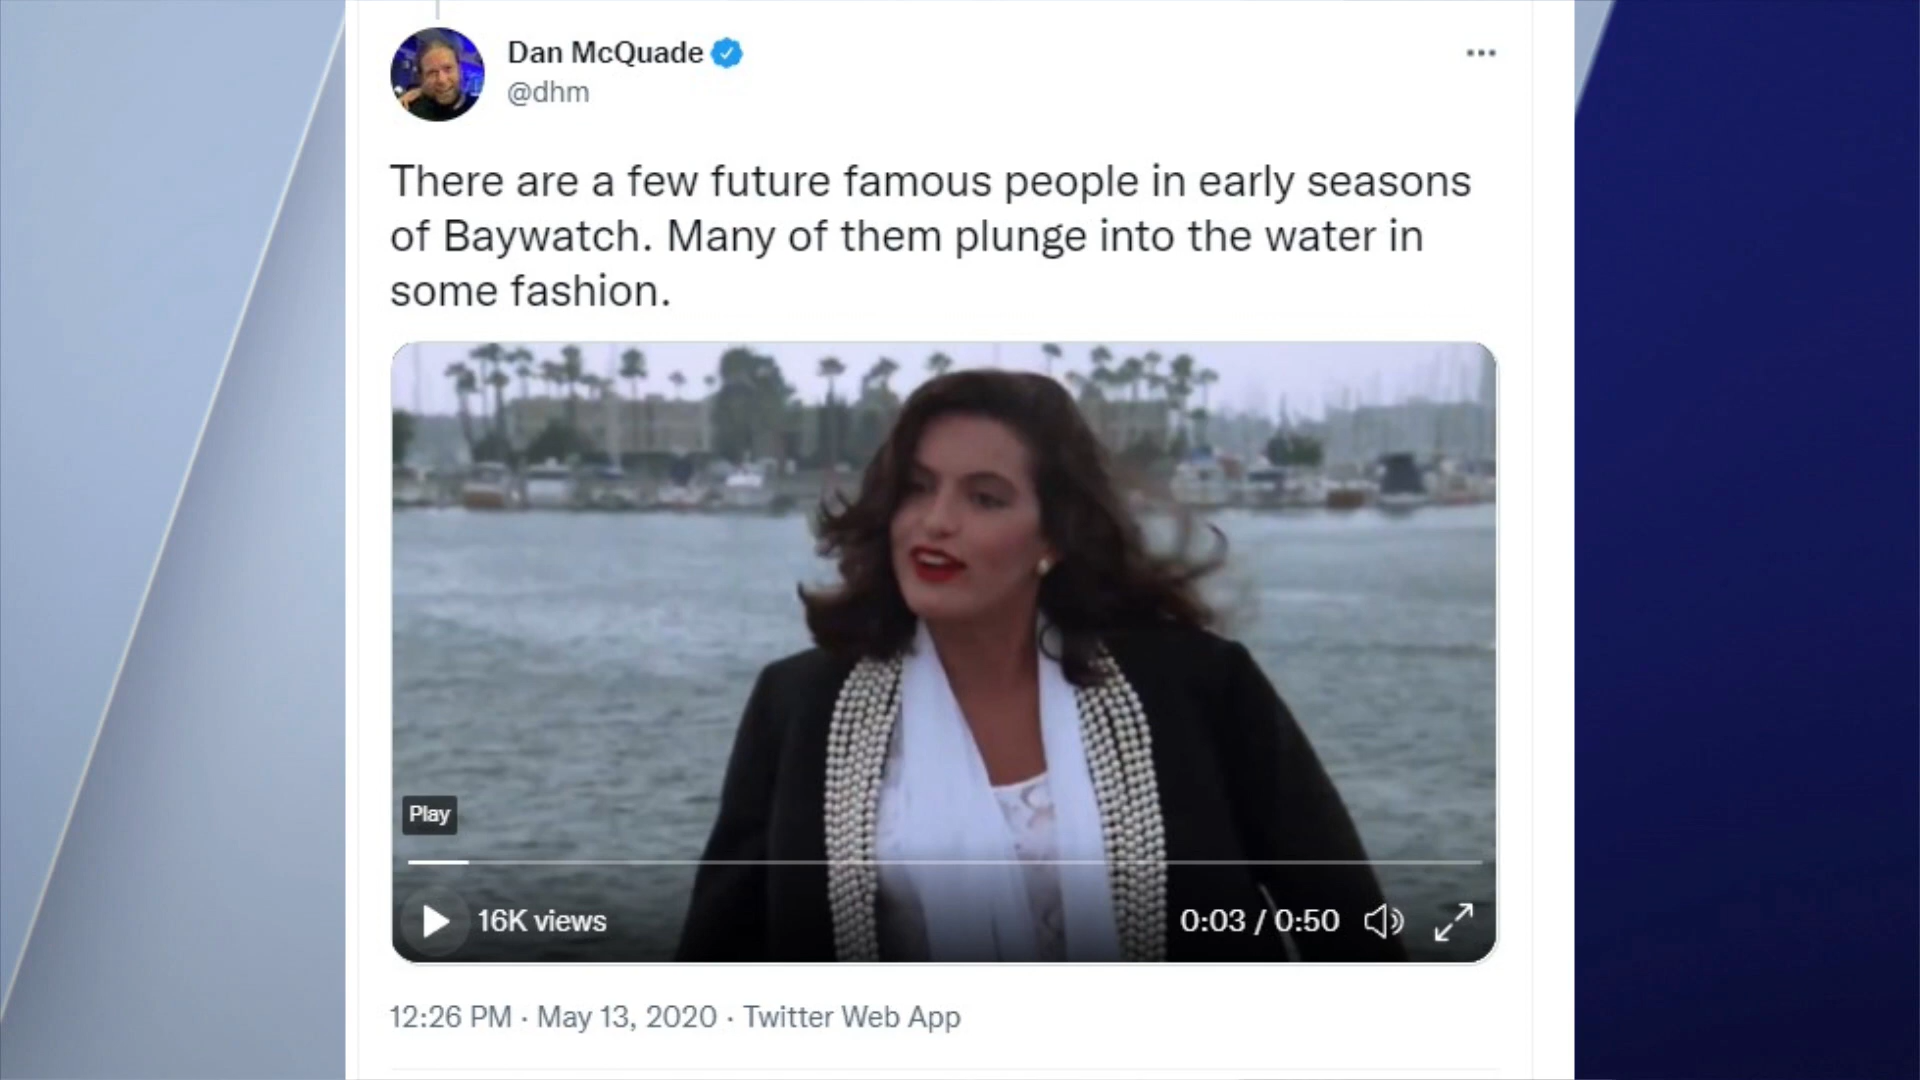 Dan McQuade
@dhm
There are a few future famous people in early seasons
of Baywatch. Many of them plunge into the water in
some fashion.
Play
16K views
0:03 / 0:50
12:26 PM · May 13, 2020 · Twitter Web App